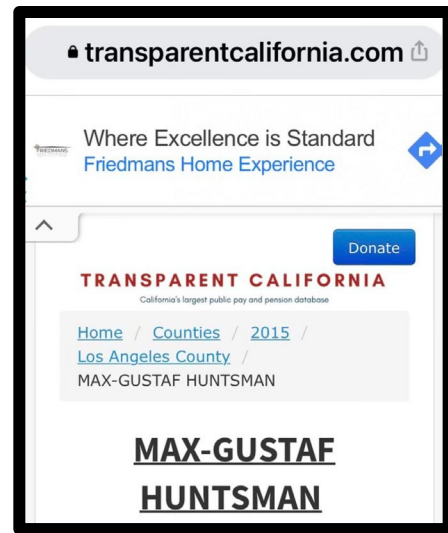 transparentcalifornia.com
FRIEDMANS
Where Excellence is Standard
Friedmans Home Experience
Donate
TRANSPARENT CALIFORNIA
California's largest public pay and pension database
Home / Counties / 2015 /
Los Angeles County /
MAX-GUSTAF HUNTSMAN
MAX-GUSTAF
HUNTSMAN